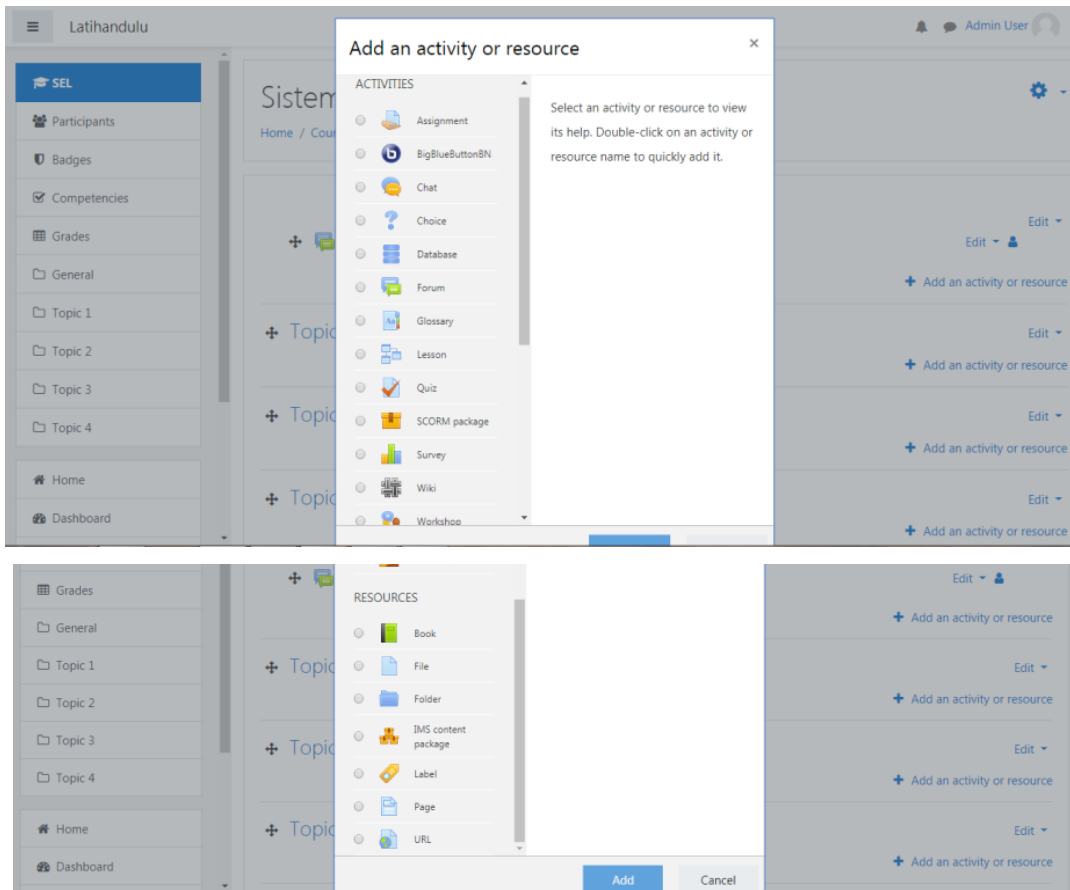 Latihandulu
Admin User
SEL
Participants
Badges
Competencies
Grades
General
Topic 1
Topic 2
Topic 3
Topic 4
Home
Dashboard
Sistem
Home / Cour
Add an activity or resource
×
ACTIVITIES
Assignment
BigBlueButtonBN
Chat
Choice
Database
Forum
Glossary
Lesson
Quiz
SCORM package
Survey
Wiki
Workshop
Select an activity or resource to view
its help. Double-click on an activity or
resource name to quickly add it.
Edit
Edit
Add an activity or resource
Topic
Edit
Add an activity or resource
Topic
Edit
Add an activity or resource
Topic
Edit
Add an activity or resource
Grades
General
Topic 1
Topic 2
Topic 3
Topic 4
Home
Dashboard
RESOURCES
Book
File
Folder
IMS content
package
Label
Page
URL
Add
Cancel
Edit
Add an activity or resource
Topic
Edit
Add an activity or resource
Topic
Edit
Add an activity or resource
Topic
Edit
Add an activity or resource